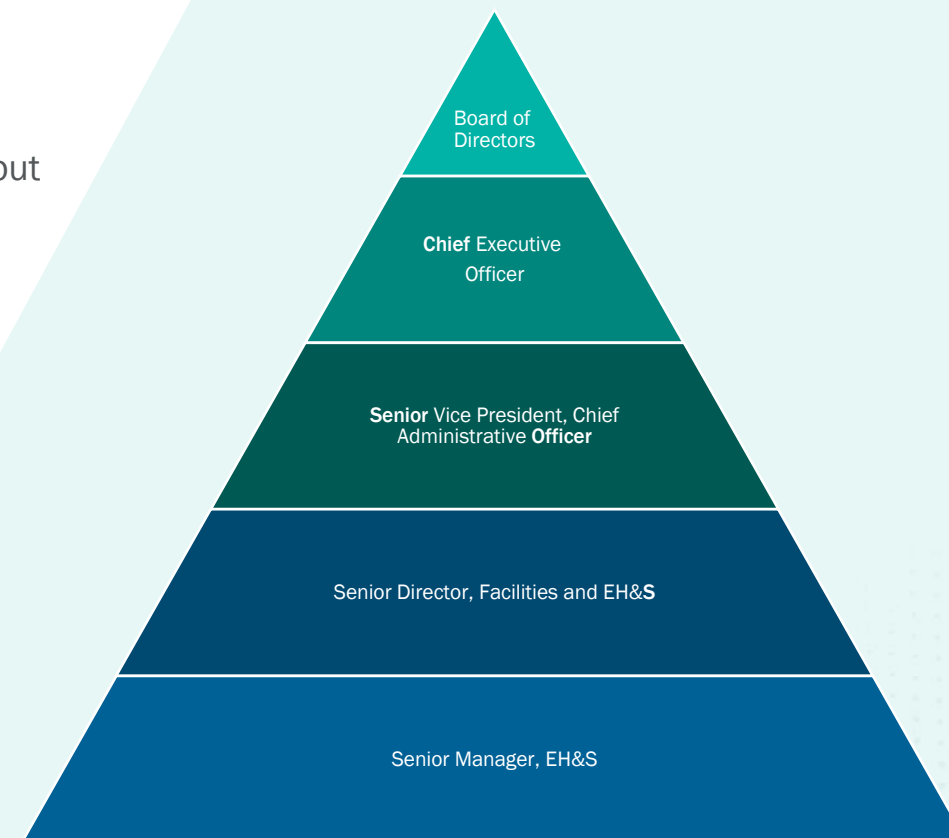 out
Board of
Directors
Chief Executive
Officer
Senior Vice President, Chief
Administrative Officer
Senior Director, Facilities and EH&S
Senior Manager, EH&S